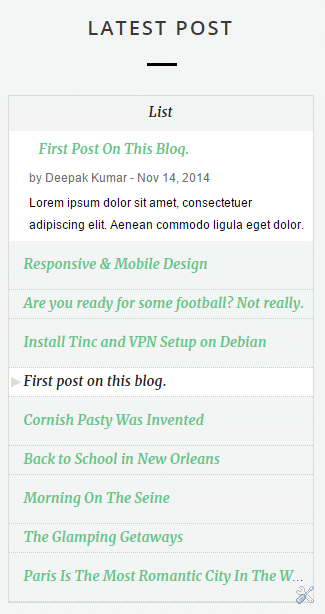 LATEST POST
List
First Post On This Blog.
by Deepak Kumar - Nov 14, 2014
Lorem ipsum dolor sit amet, consectetuer
adipiscing elit. Aenean commodo ligula eget dolor.
Responsive & Mobile Design
Are you ready for some football? Not really.
Install Tinc and VPN Setup on Debian
First post on this blog.
Cornish Pasty Was Invented
Back to School in New Orleans
Morning On The Seine
The Glamping Getaways
Paris Is The Most Romantic City In The W...